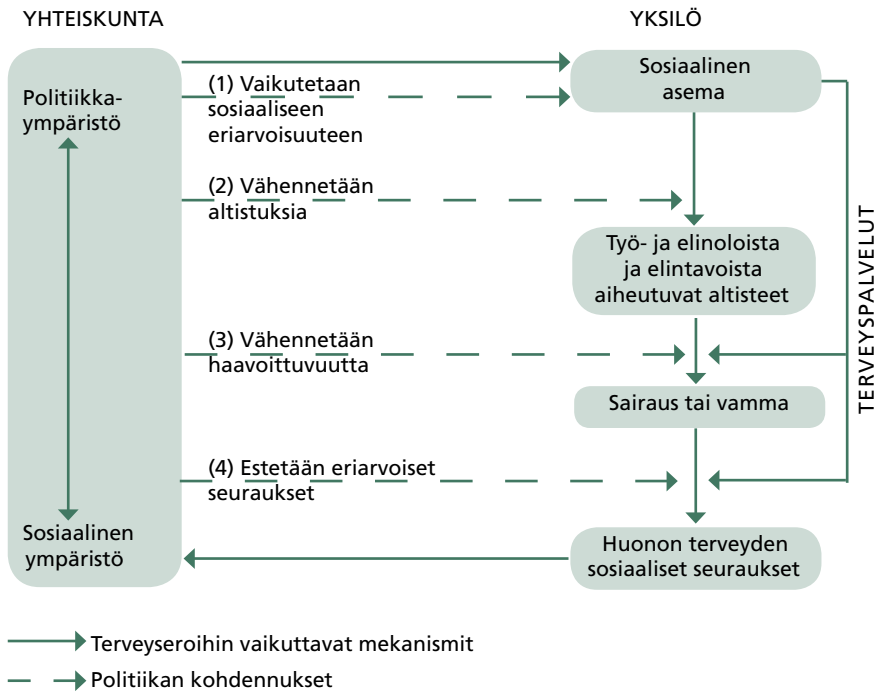 YHTEISKUNTA
YKSILÖ
Politiikka-
ympäristö
Sosiaalinen
ympäristö
(1) Vaikutetaan
sosiaaliseen
eriarvoisuuteen
(2) Vähennetään
altistuksia
(3) Vähennetään
haavoittuvuutta
(4) Estetään eriarvoiset
seuraukset
Sosiaalinen
asema
Työ- ja elinoloista
ja elintavoista
aiheutuvat altisteet
Sairaus tai vamma
Huonon terveyden
sosiaaliset seuraukset
TERVEYSPALVELUT
Terveyseroihin vaikuttavat mekanismit
Politiikan kohdennukset